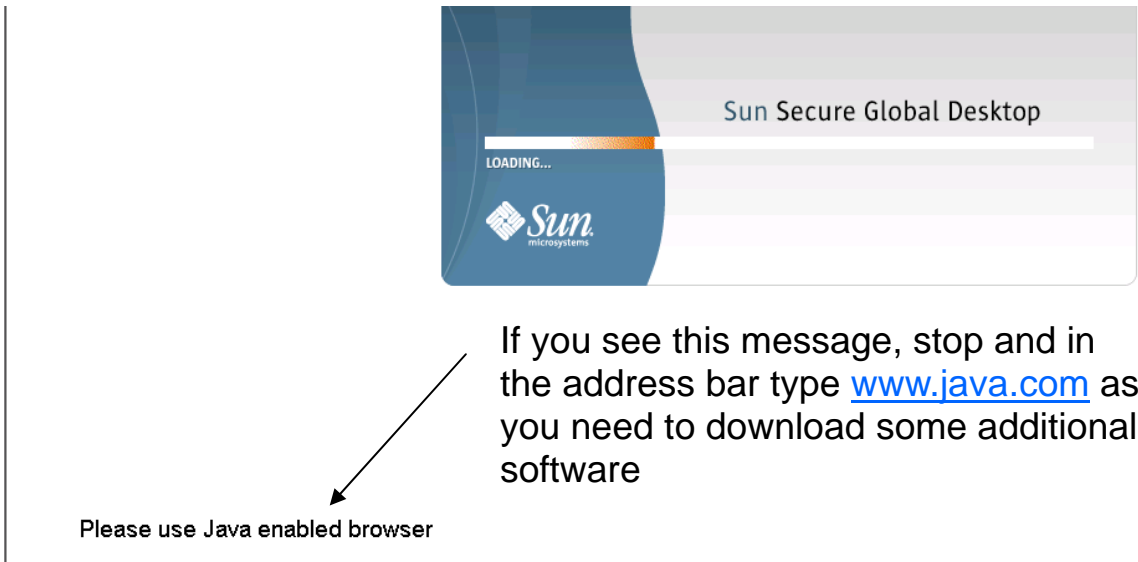 Sun Secure Global Desktop
LOADING...
Sun
microsystems
If you see this message, stop and in
the address bar type www.java.com as
you need to download some additional
software
Please use Java enabled browser